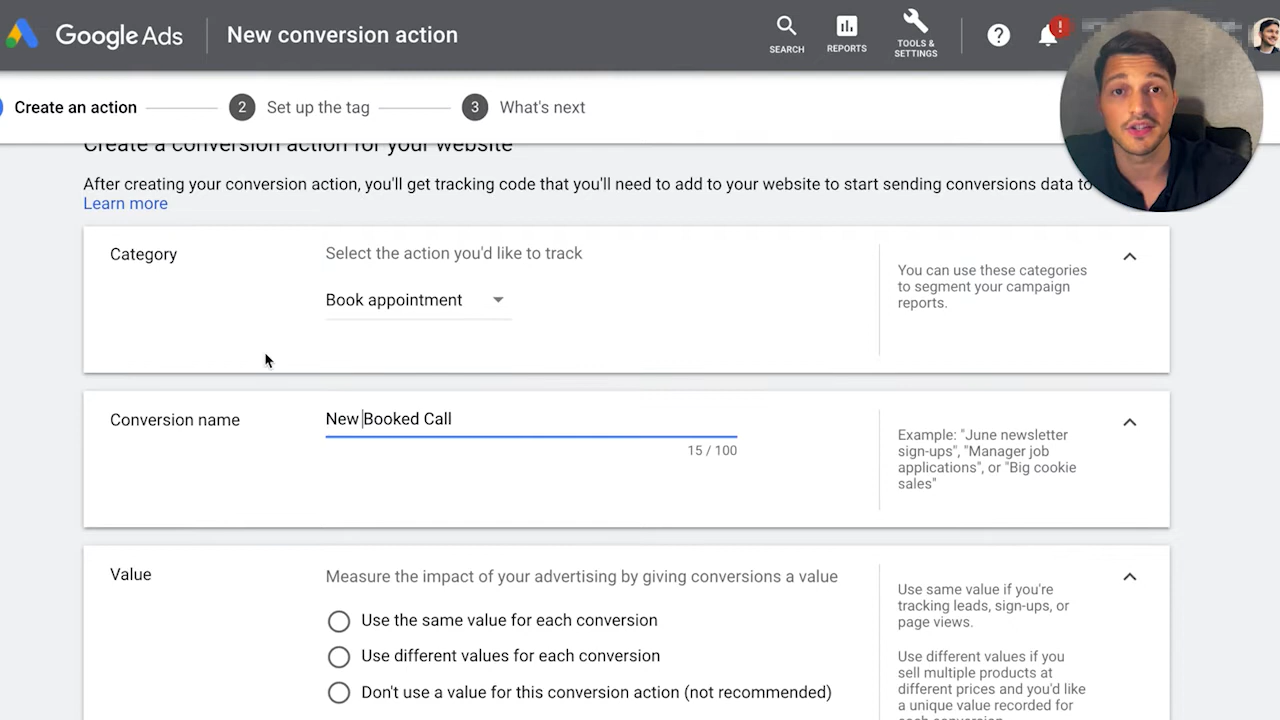 Google Ads
New conversion action
SEARCH
REPORTS
TOOLS &
SETTINGS
?
!
Create an action
2
Set up the tag
3
What's next
Create a conversion action for your website
After creating your conversion action, you'll get tracking code that you'll need to add to your website to start sending conversions data to
Learn more
Category
Select the action you'd like to track
Book appointment
You can use these categories
to segment your campaign
reports.
Conversion name
New Booked Call
15 / 100
Example: "June newsletter
sign-ups", "Manager job
applications", or "Big cookie
sales"
Value
Measure the impact of your advertising by giving conversions a value
Use the same value for each conversion
Use different values for each conversion
Don't use a value for this conversion action (not recommended)
Use same value if you're
tracking leads, sign-ups, or
page views.
Use different values if you
sell multiple products at
different prices and you'd like
a unique value recorded for
each conversion.